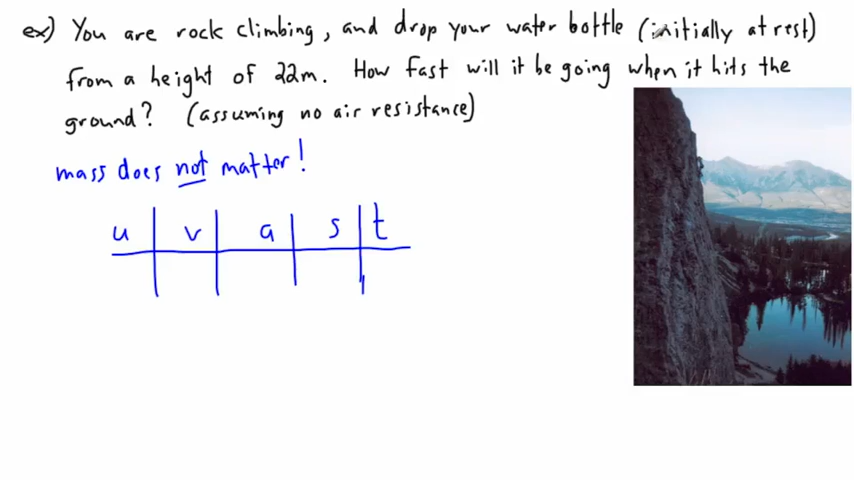 ex) You are rock climbing, and drop your water bottle (initially at rest)
from a height of 22m. How fast will it be going when it hits the
ground? (assuming no air resistance)
mass does not matter!
u v a s t